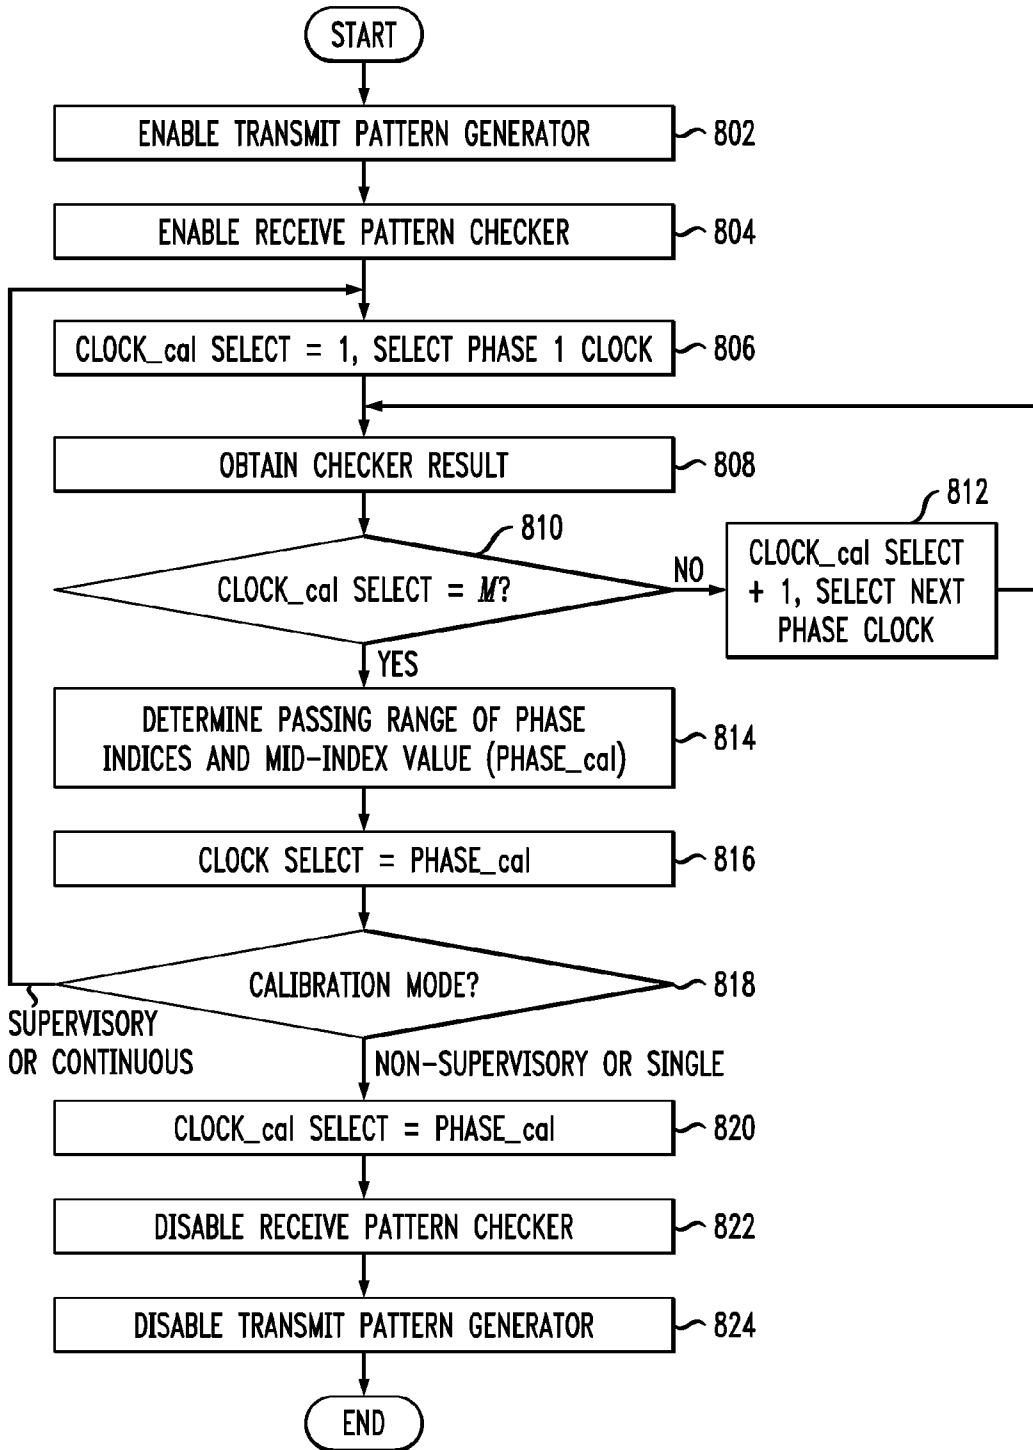 START
ENABLE TRANSMIT PATTERN GENERATOR
802
ENABLE RECEIVE PATTERN CHECKER
804
CLOCK_cal SELECT = 1, SELECT PHASE 1 CLOCK
806
OBTAIN CHECKER RESULT
808
810
CLOCK_cal SELECT = M?
NO
812
CLOCK_cal SELECT
+ 1, SELECT NEXT
PHASE CLOCK
YES
DETERMINE PASSING RANGE OF PHASE
INDICES AND MID-INDEX VALUE (PHASE_cal)
814
CLOCK SELECT = PHASE_cal
816
CALIBRATION MODE?
818
SUPERVISORY
OR CONTINUOUS
NON-SUPERVISORY OR SINGLE
CLOCK_cal SELECT = PHASE_cal
820
DISABLE RECEIVE PATTERN CHECKER
822
DISABLE TRANSMIT PATTERN GENERATOR
824
END